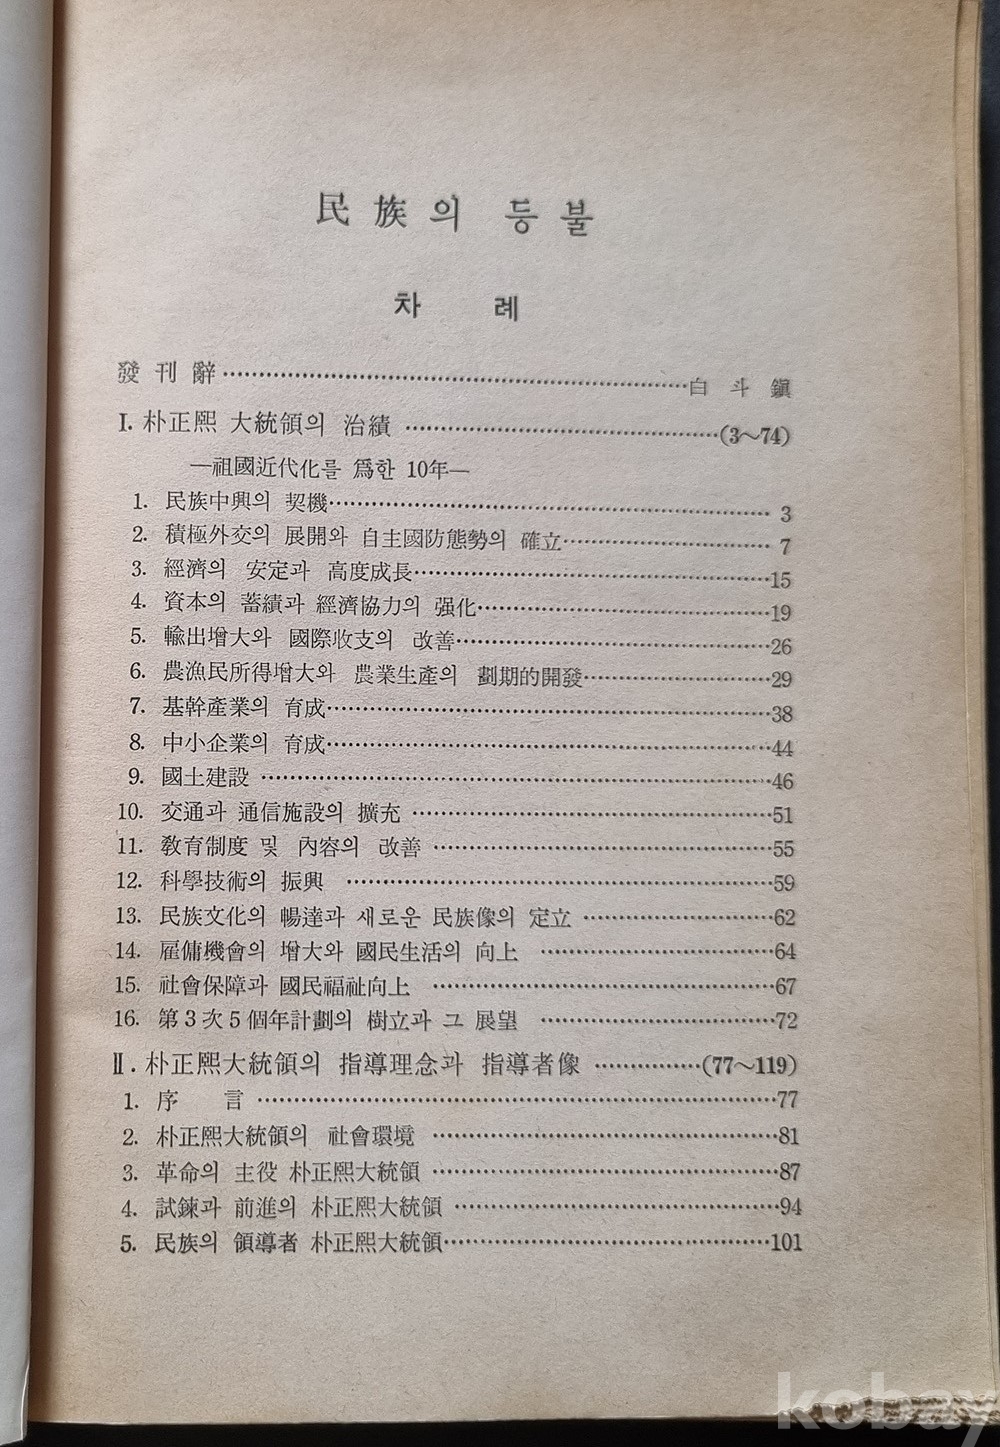 民族의 등불
차 례
發刊辭……………………白斗鎭
Ⅰ. 朴正熙 大統領의 治績 ……………………(3〜74)
—祖國近代化를 爲한 10年—
1. 民族中興의 契機……………………3
2. 積極外交의 展開와 自主國防態勢의 確立……………………7
3. 經濟의 安定과 高度成長……………………15
4. 資本의 蓄績과 經濟協力의 强化……………………19
5. 輸出增大와 國際收支의 改善……………………26
6. 農漁民所得增大와 農業生產의 劃期的開發……………………29
7. 基幹產業의 育成……………………38
8. 中小企業의 育成……………………44
9. 國土建設 ……………………46
10. 交通과 通信施設의 擴充 ……………………51
11. 敎育制度 및 內容의 改善 ……………………55
12. 科學技術의 振興 ……………………59
13. 民族文化의 暢達과 새로운 民族像의 定立 ……………………62
14. 雇傭機會의 增大와 國民生活의 向上 ……………………64
15. 社會保障과 國民福祉向上 ……………………67
16. 第3次5個年計劃의 樹立과 그 展望 ……………………72
Ⅱ. 朴正熙大統領의 指導理念과 指導者像 ……………(77〜119)
1. 序 言 ……………………77
2. 朴正熙大統領의 社會環境 ……………………81
3. 革命의 主役 朴正熙大統領 ……………………87
4. 試鍊과 前進의 朴正熙大統領 ……………………94
5. 民族의 領導者 朴正熙大統領……………………101
kobay